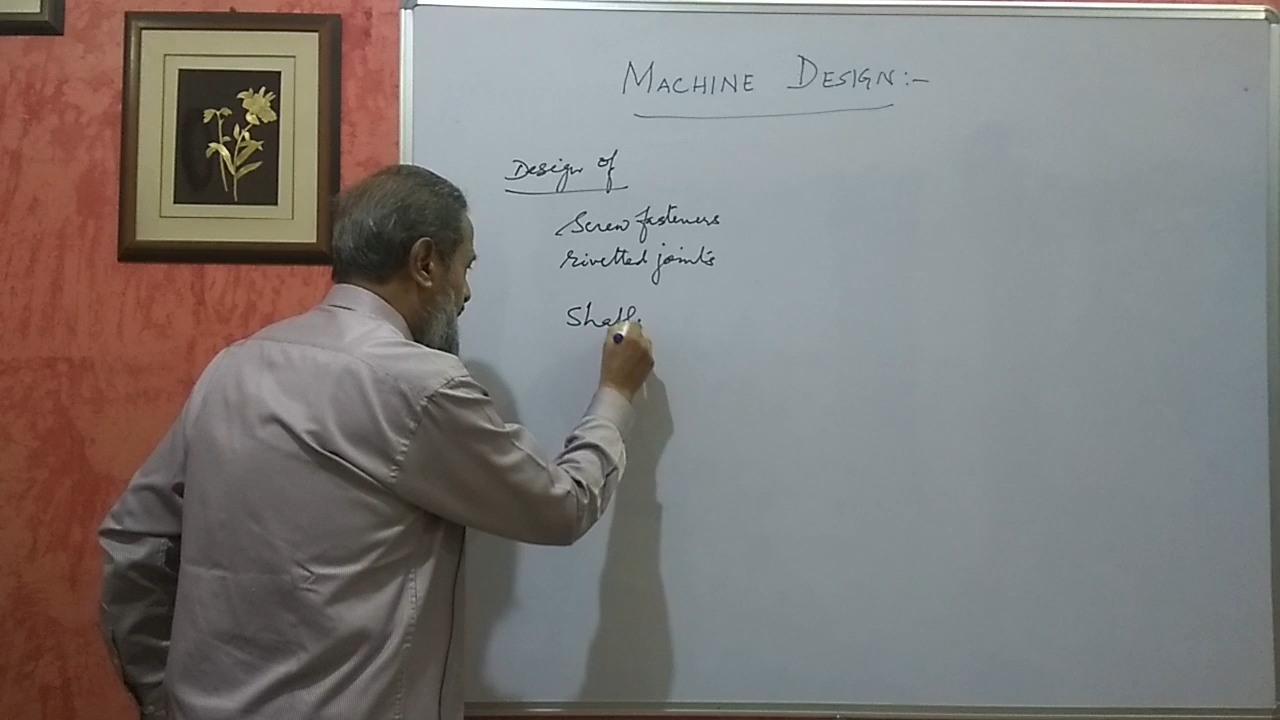 MACHINE DESIGN:-
Design of
Screw fasteners
rivetted joints
Shaf